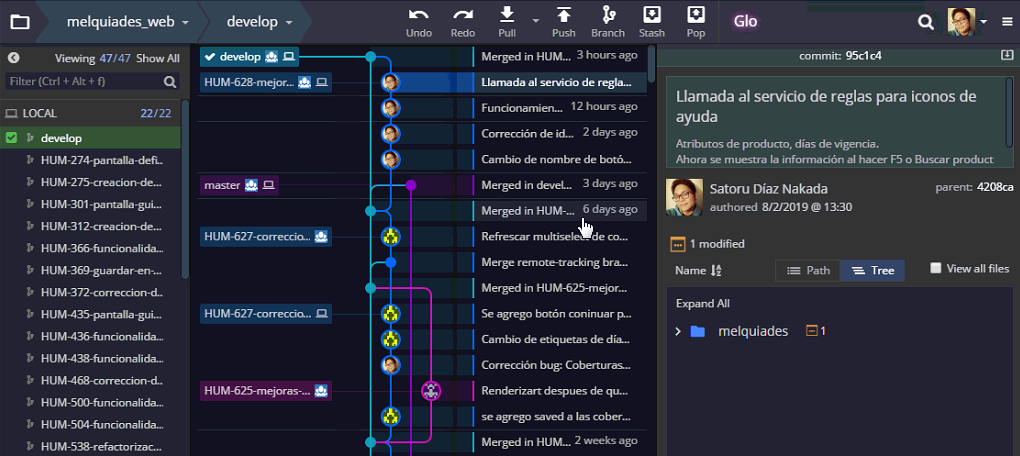 melquiades_web
develop
Undo
Redo
Pull
Push
Branch
Stash
Pop
Glo
Viewing 47/47 Show All
Filter (Ctrl + Alt + f)
LOCAL 22/22
develop
HUM-274-pantalla-defi..
HUM-275-creacion-de...
HUM-301-pantalla-gui...
HUM-312-creacion-de...
HUM-366-funcionalida...
HUM-369-guardar-en-...
HUM-372-correccion-d...
HUM-435-pantalla-gui...
HUM-436-funcionalida...
HUM-438-funcionalida...
HUM-468-correccion-d...
HUM-500-funcionalida...
HUM-504-funcionalida...
HUM-538-refactorizac...
develop
Merged in HUM... 3 hours ago
HUM-628-mejor...
Llamada al servicio de regla...
Funcionamien... 12 hours ago
Corrección de id... 2 days ago
Cambio de nombre de botó...
master
Merged in devel... 3 days ago
Merged in HUM-... 6 days ago
HUM-627-correccio...
Refrescar multiselect de co...
Merge remote-tracking bra...
Merged in HUM-625-mejor...
HUM-627-correccio...
Se agrego botón coninuar p...
Cambio de etiquetas de día...
Corrección bug: Coberturas...
HUM-625-mejoras-...
Renderizart despues de qu...
se agrego saved a las cober...
Merged in HUM... 2 weeks ago
commit: 95c1c4
Llamada al servicio de reglas para iconos de
ayuda
Atributos de producto, días de vigencia.
Ahora se muestra la información al hacer F5 o Buscar product
Satoru Díaz Nakada
authored 8/2/2019 @ 13:30
parent: 4208ca
1 modified
Name
Path
Tree
View all files
Expand All
melquiades 1